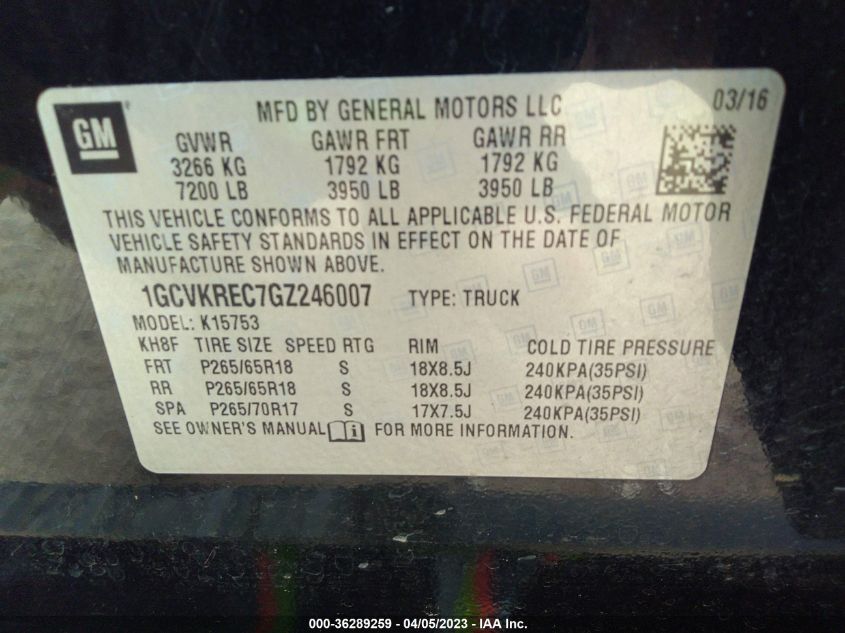 GM
MFD BY GENERAL MOTORS LLC 03/16
GVWR GAWR FRT GAWR RR
3266 KG 1792 KG 1792 KG
7200 LB 3950 LB 3950 LB
THIS VEHICLE CONFORMS TO ALL APPLICABLE U.S. FEDERAL MOTOR
VEHICLE SAFETY STANDARDS IN EFFECT ON THE DATE OF
MANUFACTURE SHOWN ABOVE.
1GCVKREC7GZ246007 TYPE: TRUCK
MODEL: K15753
KH8F TIRE SIZE SPEED RTG RIM COLD TIRE PRESSURE
FRT P265/65R18 S 18X8.5J 240KPA(35PSI)
RR P265/65R18 S 18X8.5J 240KPA(35PSI)
SPA P265/70R17 S 17X7.5J 240KPA(35PSI)
SEE OWNER'S MANUAL FOR MORE INFORMATION.
000-36289259 - 04/05/2023 - IAA Inc.